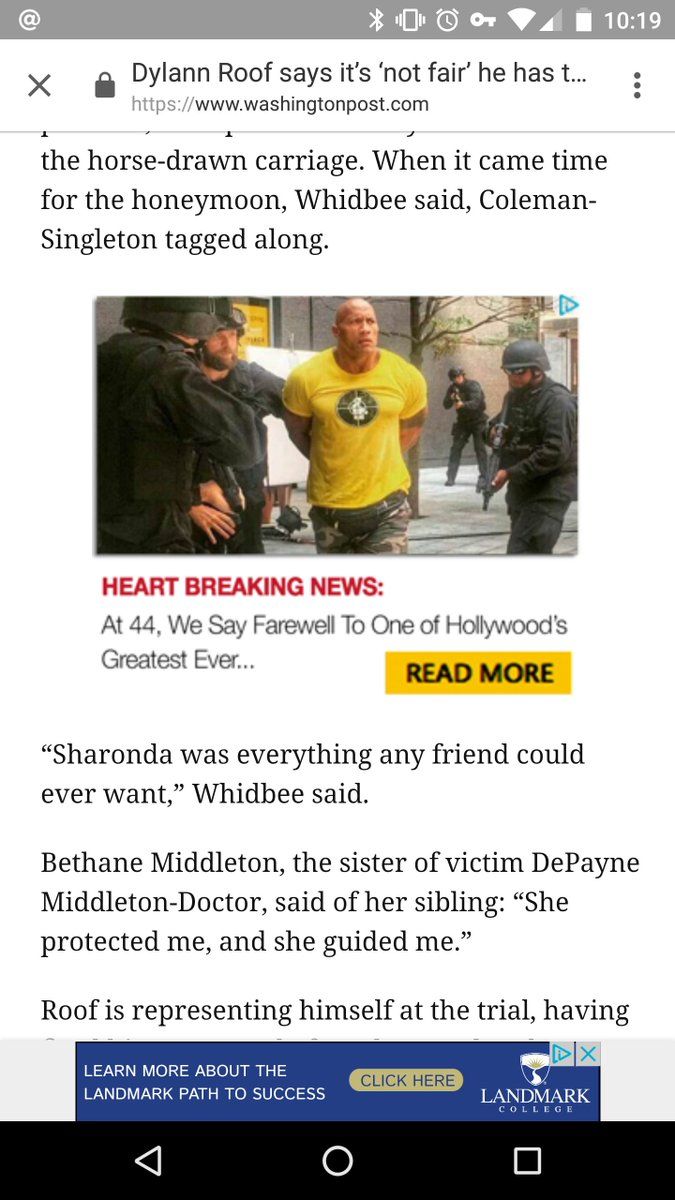 @
10:19
Dylann Roof says it’s ‘not fair’ he has t...
https://www.washingtonpost.com
the horse-drawn carriage. When it came time
for the honeymoon, Whidbee said, Coleman-
Singleton tagged along.
HEART BREAKING NEWS:
At 44, We Say Farewell To One of Hollywood's
Greatest Ever...
READ MORE
“Sharonda was everything any friend could
ever want,” Whidbee said.
Bethane Middleton, the sister of victim DePayne
Middleton-Doctor, said of her sibling: “She
protected me, and she guided me.”
Roof is representing himself at the trial, having
LEARN MORE ABOUT THE
LANDMARK PATH TO SUCCESS
CLICK HERE
LANDMARK
COLLEGE